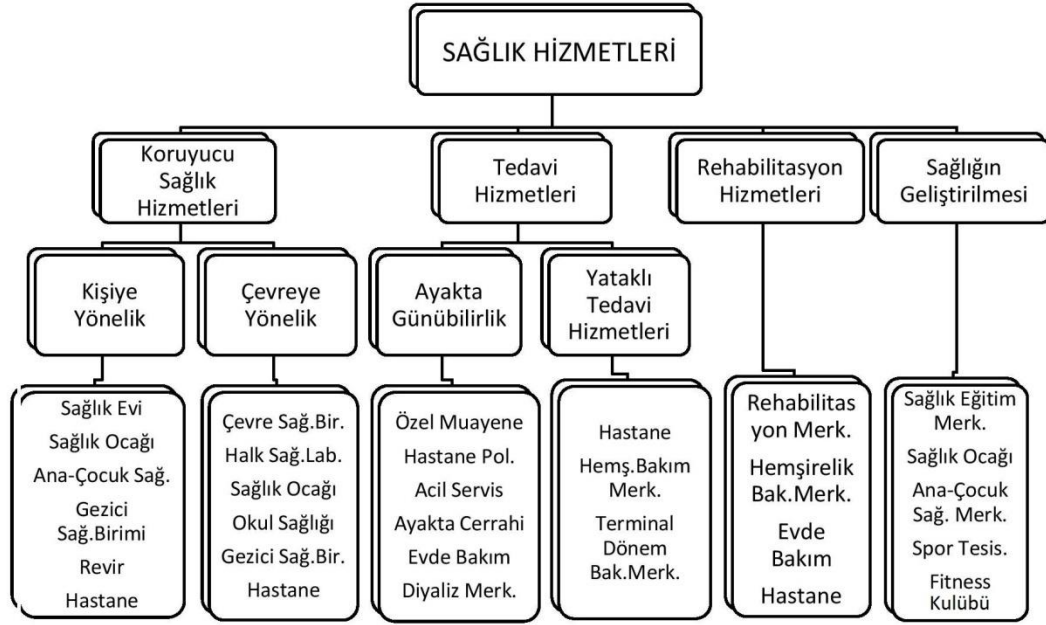 SAĞLIK HİZMETLERİ
Koruyucu
Sağlık
Hizmetleri
Tedavi
Hizmetleri
Rehabilitasyon
Hizmetleri
Sağlığın
Geliştirilmesi
Kişiye
Yönelik
Çevreye
Yönelik
Ayakta
Günübilirlik
Yataklı
Tedavi
Hizmetleri
Sağlık Evi
Sağlık Ocağı
Ana-Çocuk Sağ.
Gezici
Sağ.Birimi
Revir
Hastane
Çevre Sağ.Bir.
Halk Sağ.Lab.
Sağlık Ocağı
Okul Sağlığı
Gezici Sağ.Bir.
Hastane
Özel Muayene
Hastane Pol.
Acil Servis
Ayakta Cerrahi
Evde Bakım
Diyaliz Merk.
Hastane
Hemş.Bakım
Merk.
Terminal
Dönem
Bak.Merk.
Rehabilitas
yon Merk.
Hemşirelik
Bak.Merk.
Evde
Bakım
Hastane
Sağlık Eğitim
Merk.
Sağlık Ocağı
Ana-Çocuk
Sağ. Merk.
Spor Tesis.
Fitness
Kulübü